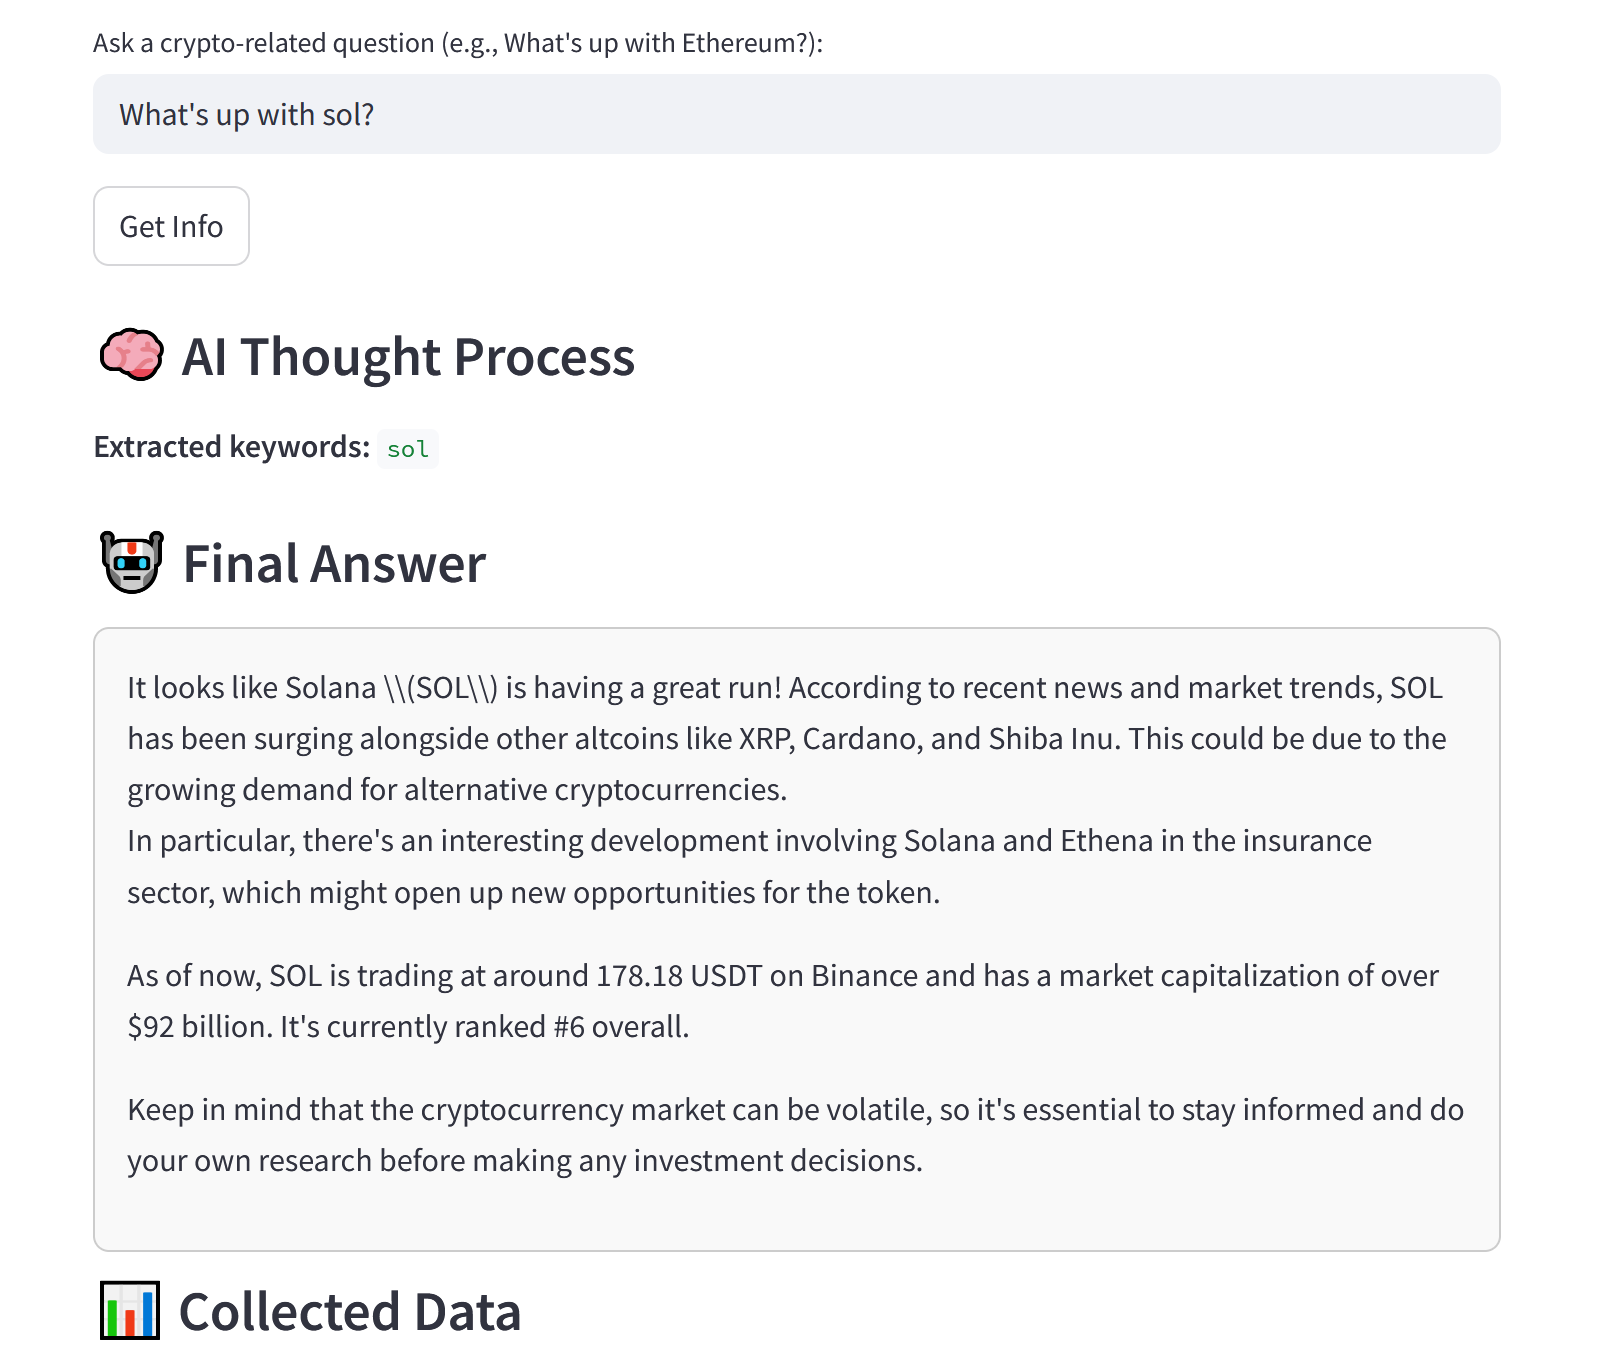 Ask a crypto-related question (e.g., What's up with Ethereum?):
What's up with sol?
Get Info
AI Thought Process
Extracted keywords: sol
Final Answer
It looks like Solana \\(SOL\\) is having a great run! According to recent news and market trends, SOL
has been surging alongside other altcoins like XRP, Cardano, and Shiba Inu. This could be due to the
growing demand for alternative cryptocurrencies.
In particular, there's an interesting development involving Solana and Ethena in the insurance
sector, which might open up new opportunities for the token.
As of now, SOL is trading at around 178.18 USDT on Binance and has a market capitalization of over
$92 billion. It's currently ranked #6 overall.
Keep in mind that the cryptocurrency market can be volatile, so it's essential to stay informed and do
your own research before making any investment decisions.
Collected Data